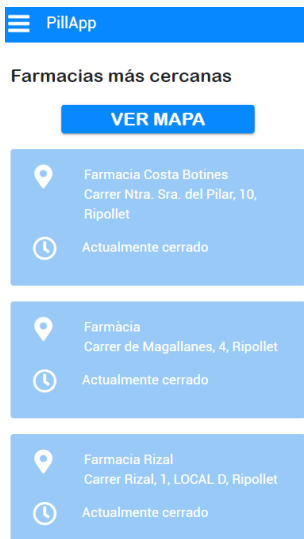 PillApp
Farmacias más cercanas
VER MAPA
Farmacia Costa Botines
Carrer Ntra. Sra. del Pilar, 10,
Ripollet
Actualmente cerrado
Farmàcia
Carrer de Magallanes, 4, Ripollet
Actualmente cerrado
Farmacia Rizal
Carrer Rizal, 1, LOCAL D, Ripollet
Actualmente cerrado